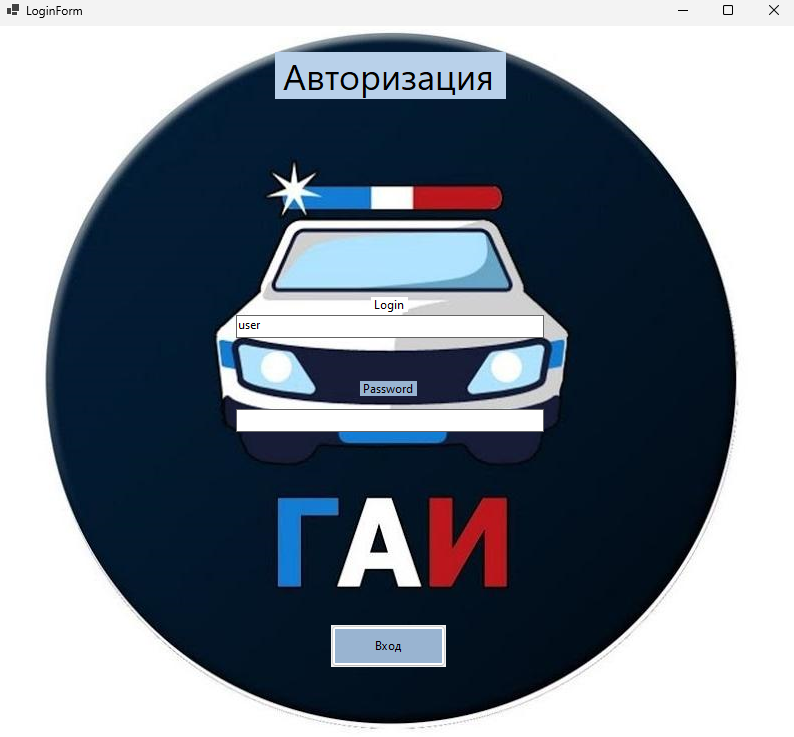 LoginForm
Авторизация
Login
user
Password
ГАИ
Вход